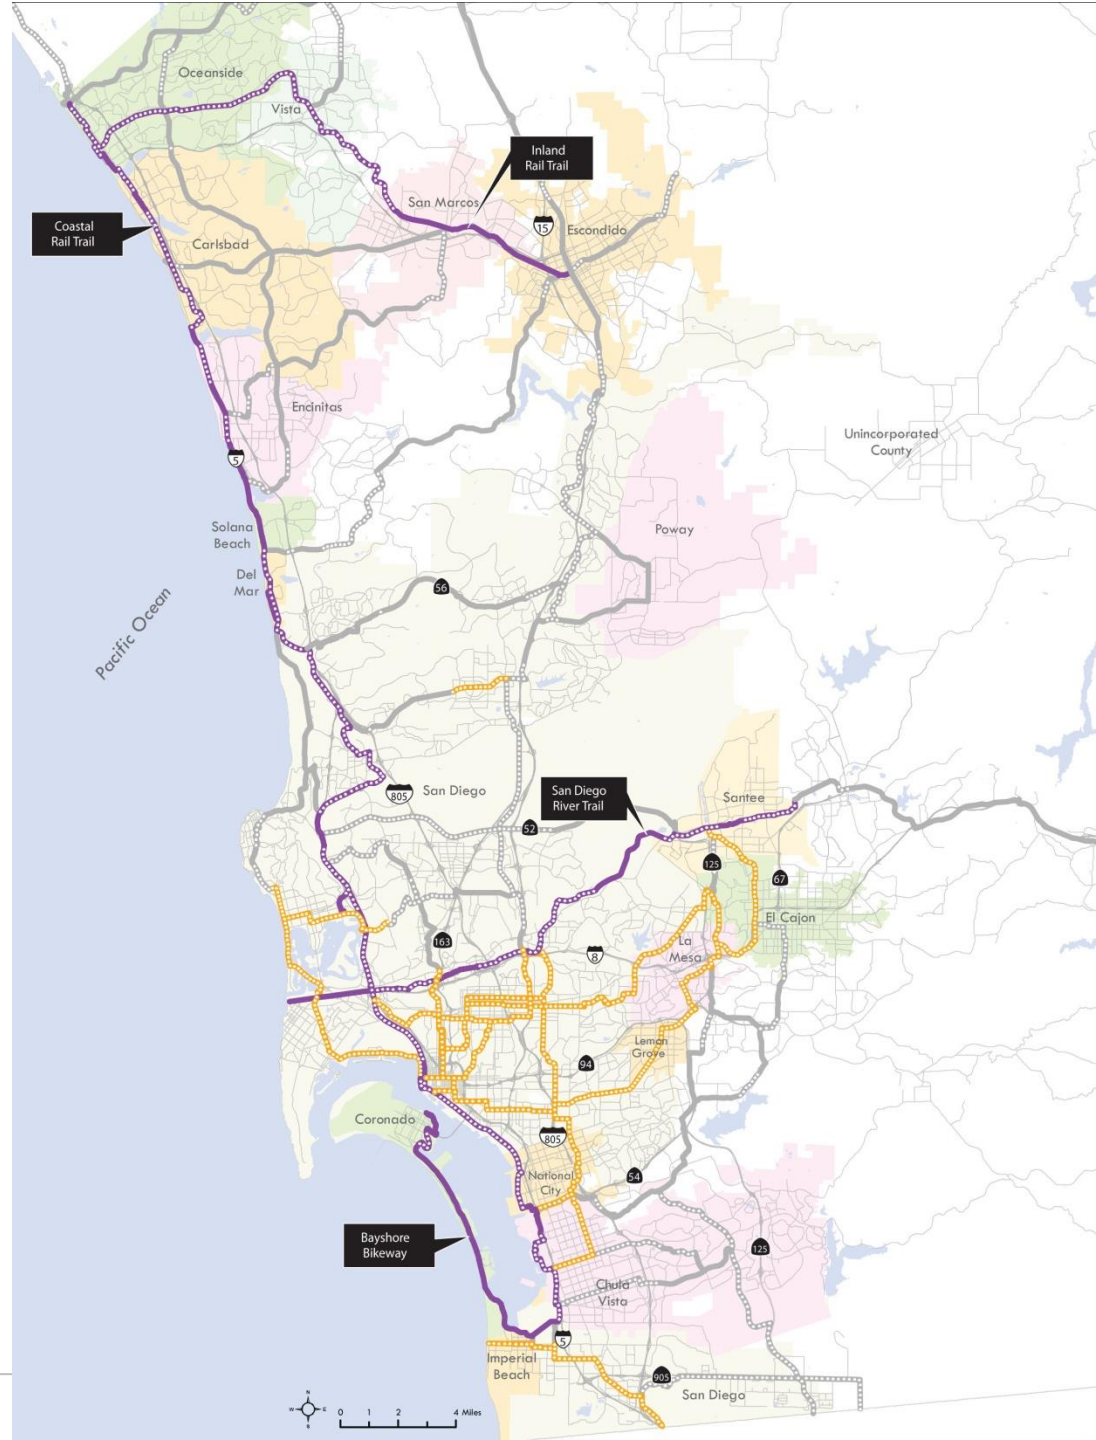 Oceanside
Vista
Inland
Rail Trail
San Marcos
15
Escondido
Coastal
Rail Trail
Carlsbad
Encinitas
Unincorporated
County
5
Solana
Beach
Poway
Del
Mar
56
Pacific Ocean
San Diego
River Trail
Santee
San Diego
805
52
125
67
El Cajon
163
8
La
Mesa
Lemon
Grove
94
Coronado
805
National
City
54
Bayshore
Bikeway
125
Chula
Vista
5
Imperial
Beach
905
San Diego
N
W E
S
0 1 2 4 Miles